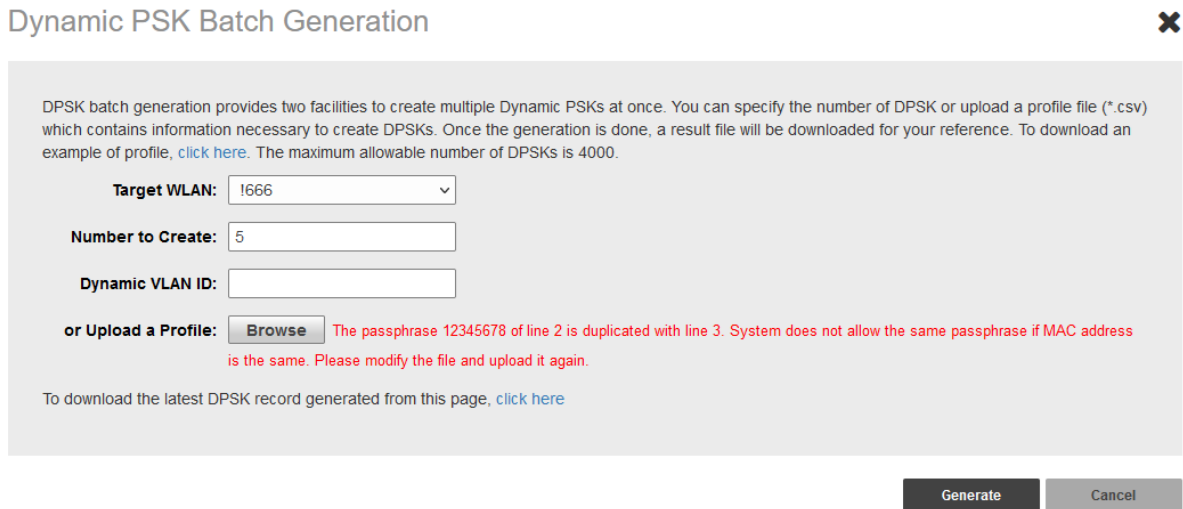 Dynamic PSK Batch Generation
DPSK batch generation provides two facilities to create multiple Dynamic PSKs at once. You can specify the number of DPSK or upload a profile file (*.csv)
which contains information necessary to create DPSKs. Once the generation is done, a result file will be downloaded for your reference. To download an
example of profile, click here. The maximum allowable number of DPSKs is 4000.
Target WLAN: !666
Number to Create: 5
Dynamic VLAN ID:
or Upload a Profile: Browse The passphrase 12345678 of line 2 is duplicated with line 3. System does not allow the same passphrase if MAC address
is the same. Please modify the file and upload it again.
To download the latest DPSK record generated from this page, click here
Generate Cancel